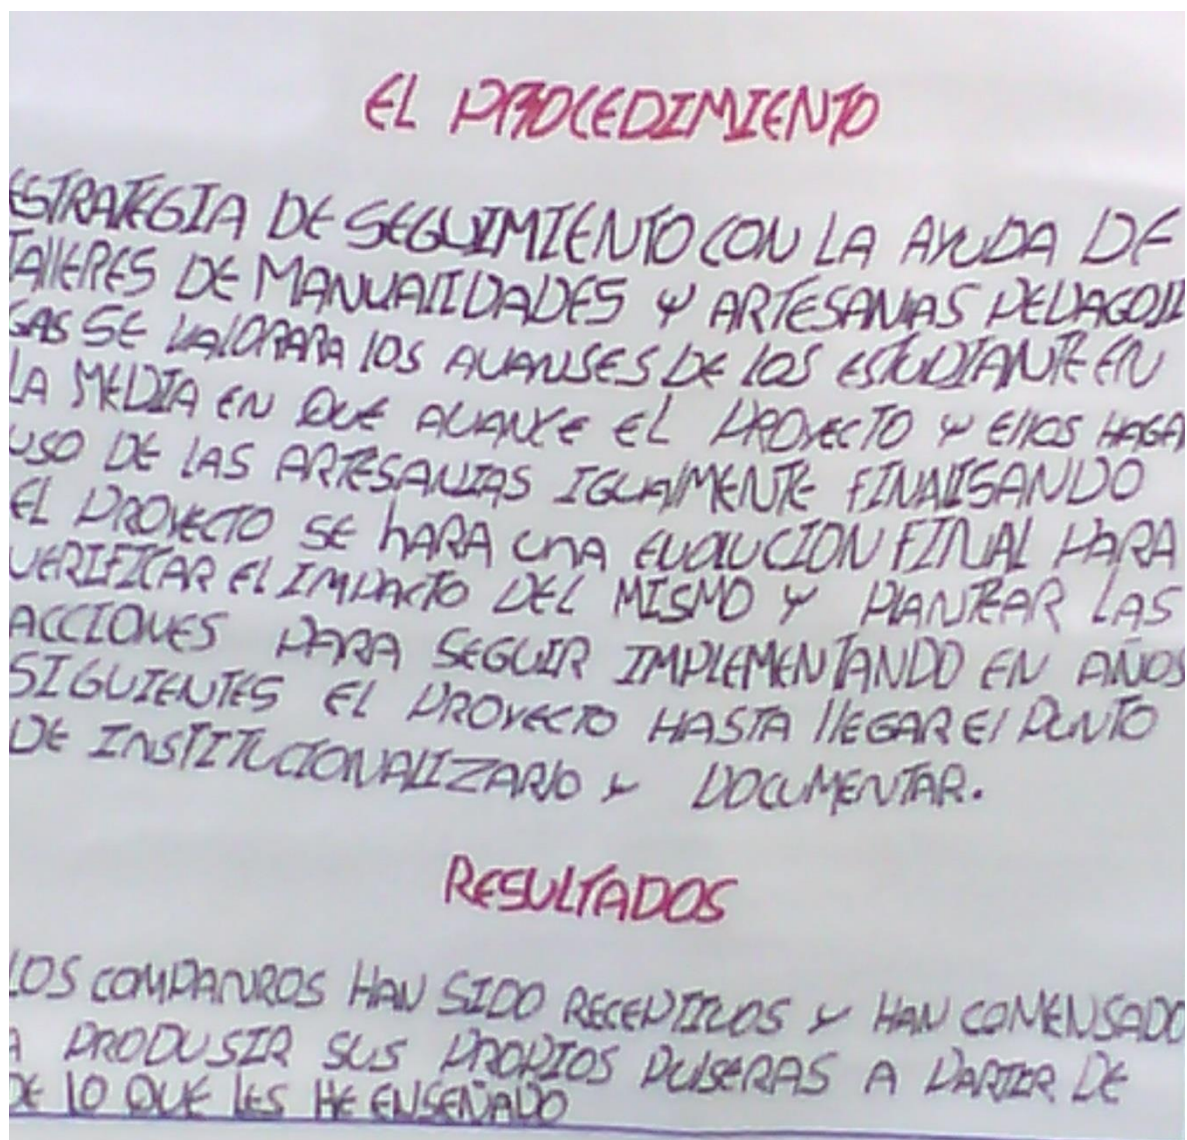 EL PROCEDIMIENTO
ESTRATEGIA DE SEGUIMIENTO CON LA AYUDA DE
TALLERES DE MANUALIDADES Y ARTESANIAS PEDAGOJI
GAS SE VALORARA LOS AVANSES DE LOS ESTUDIANTE EN
LA MEDIA EN QUE AVANCE EL PROYECTO Y ELLOS HAGA
USO DE LAS ARTESANIAS IGUALMENTE FINALISANDO
EL PROYECTO SE HARA UNA EVOLUCION FINAL PARA
VERIFICAR EL IMPACTO DEL MISMO Y PLANTEAR LAS
ACCIONES PARA SEGUIR IMPLEMENTANDO EN AÑOS
SIGUIENTES EL PROYECTO HASTA LLEGAR EL PUNTO
DE INSTITUCIONALIZARLO Y DOCUMENTAR.
RESULTADOS
LOS COMPANROS HAN SIDO RECEPTIVOS Y HAN COMENSADO
A PRODUSIR SUS PROPIOS PULSERAS A PARTIR DE
DE LO QUE LES HE ENSEÑADO